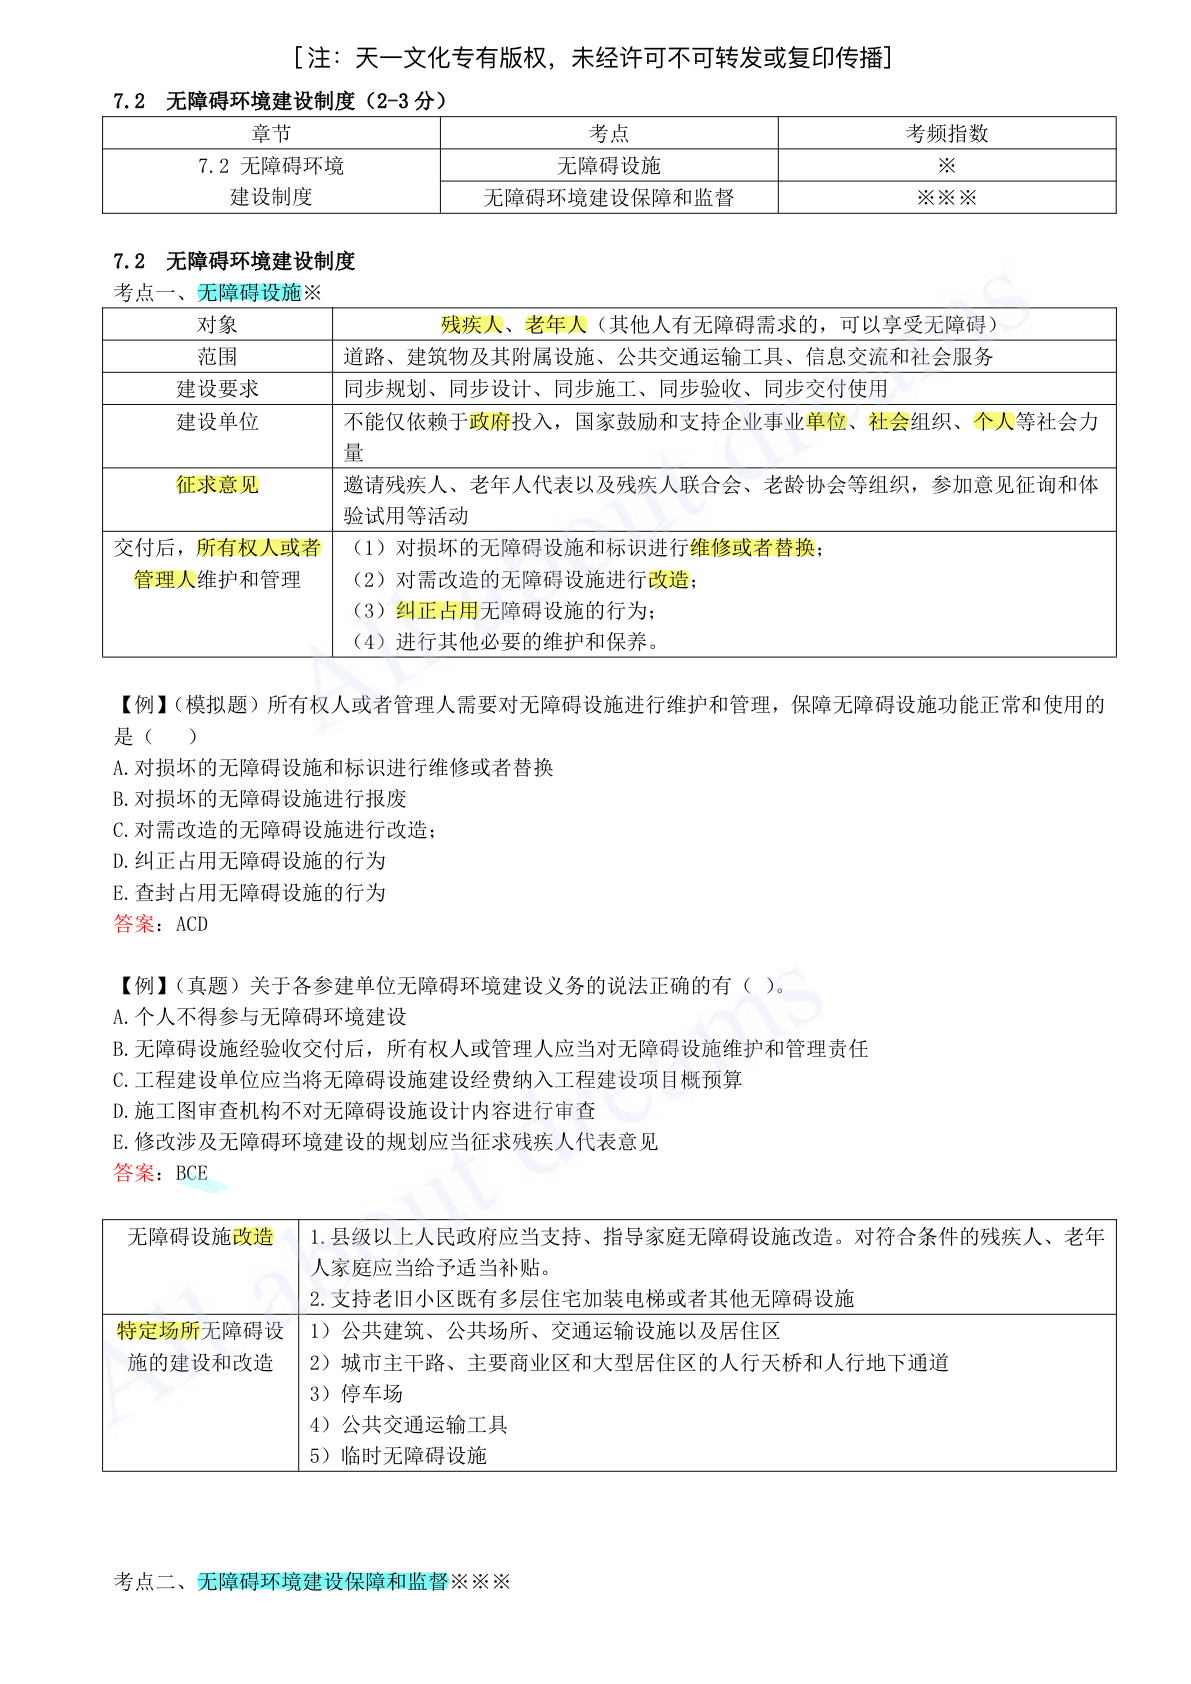 [注：天一文化专有版权，未经许可不可转发或复印传播]
7.2 无障碍环境建设制度（2-3 分）
章节 考点 考频指数
7.2 无障碍环境 无障碍设施 ※
建设制度 无障碍环境建设保障和监督 ※※※
7.2 无障碍环境建设制度
考点一、无障碍设施※
对象 残疾人、老年人（其他人有无障碍需求的，可以享受无障碍）
范围 道路、建筑物及其附属设施、公共交通运输工具、信息交流和社会服务
建设要求 同步规划、同步设计、同步施工、同步验收、同步交付使用
建设单位 不能仅依赖于政府投入，国家鼓励和支持企业事业单位、社会组织、个人等社会力
量
征求意见 邀请残疾人、老年人代表以及残疾人联合会、老龄协会等组织，参加意见征询和体
验试用等活动
交付后，所有权人或者 （1）对损坏的无障碍设施和标识进行维修或者替换；
管理人维护和管理 （2）对需改造的无障碍设施进行改造；
（3）纠正占用无障碍设施的行为；
（4）进行其他必要的维护和保养。
【例】（模拟题）所有权人或者管理人需要对无障碍设施进行维护和管理，保障无障碍设施功能正常和使用的
是（ ）
A.对损坏的无障碍设施和标识进行维修或者替换
B.对损坏的无障碍设施进行报废
C.对需改造的无障碍设施进行改造；
D.纠正占用无障碍设施的行为
E.查封占用无障碍设施的行为
答案：ACD
【例】（真题）关于各参建单位无障碍环境建设义务的说法正确的有（ ）。
A.个人不得参与无障碍环境建设
B.无障碍设施经验收交付后，所有权人或管理人应当对无障碍设施维护和管理责任
C.工程建设单位应当将无障碍设施建设经费纳入工程建设项目概预算
D.施工图审查机构不对无障碍设施设计内容进行审查
E.修改涉及无障碍环境建设的规划应当征求残疾人代表意见
答案：BCE
无障碍设施改造 1.县级以上人民政府应当支持、指导家庭无障碍设施改造。对符合条件的残疾人、老年
人家庭应当给予适当补贴。
2.支持老旧小区既有多层住宅加装电梯或者其他无障碍设施
特定场所无障碍设 1）公共建筑、公共场所、交通运输设施以及居住区
施的建设和改造 2）城市主干路、主要商业区和大型居住区的人行天桥和人行地下通道
3）停车场
4）公共交通运输工具
5）临时无障碍设施
考点二、无障碍环境建设保障和监督※※※
All about dreams
All about dreams